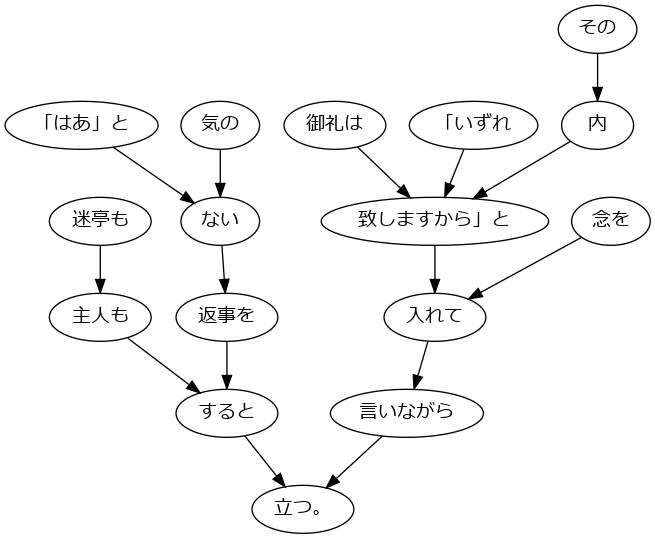 その
「はあ」と
気の
御礼は
「いずれ
内
迷亭も
ない
致しますから」と
念を
主人も
返事を
入れて
すると
言いながら
立つ。